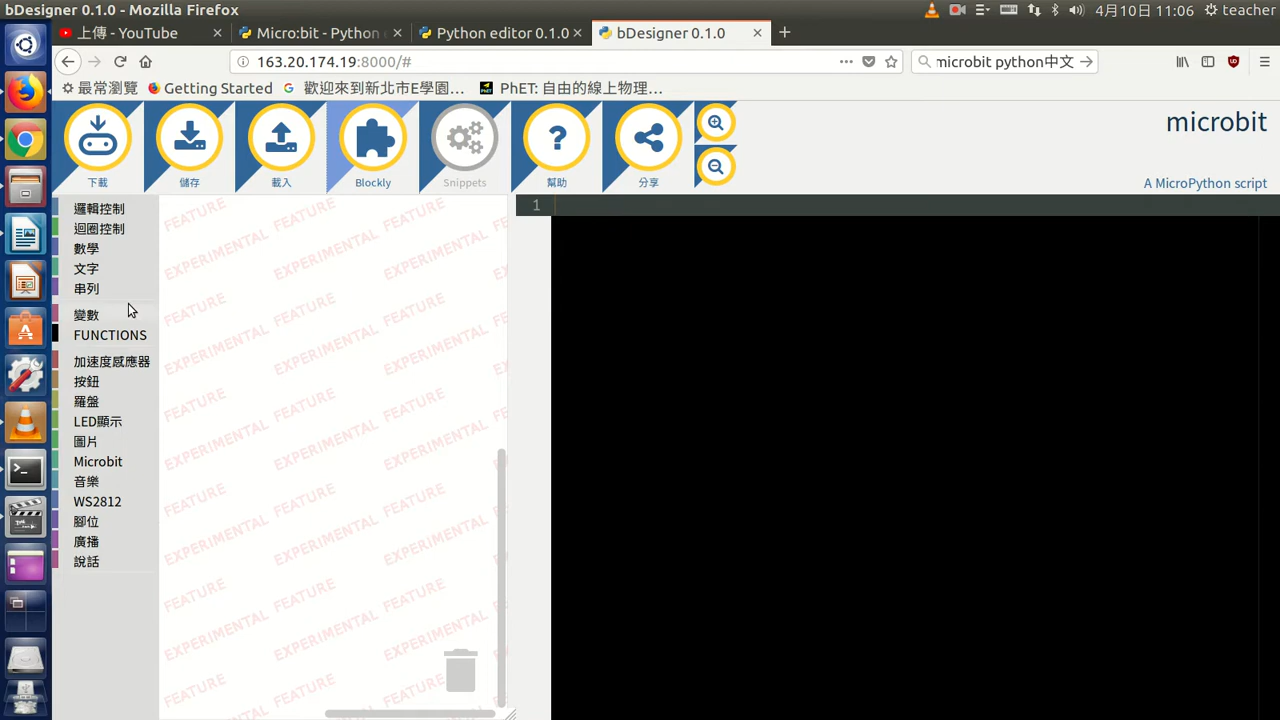 bDesigner 0.1.0 - Mozilla Firefox
4月10日 11:06 teacher
上傳 - YouTube
Micro:bit - Python
Python editor 0.1.0
bDesigner 0.1.0
163.20.174.19:8000/#
microbit python中文
最常瀏覽
Getting Started
歡迎來到新北市E學園…
PhET: 自由的線上物理…
下載
儲存
載入
Blockly
Snippets
幫助
分享
microbit
A MicroPython script
邏輯控制
迴圈控制
數學
文字
串列
變數
FUNCTIONS
加速度感應器
按鈕
羅盤
LED顯示
圖片
Microbit
音樂
WS2812
腳位
廣播
說話
EXPERIMENTAL FEATURE
1